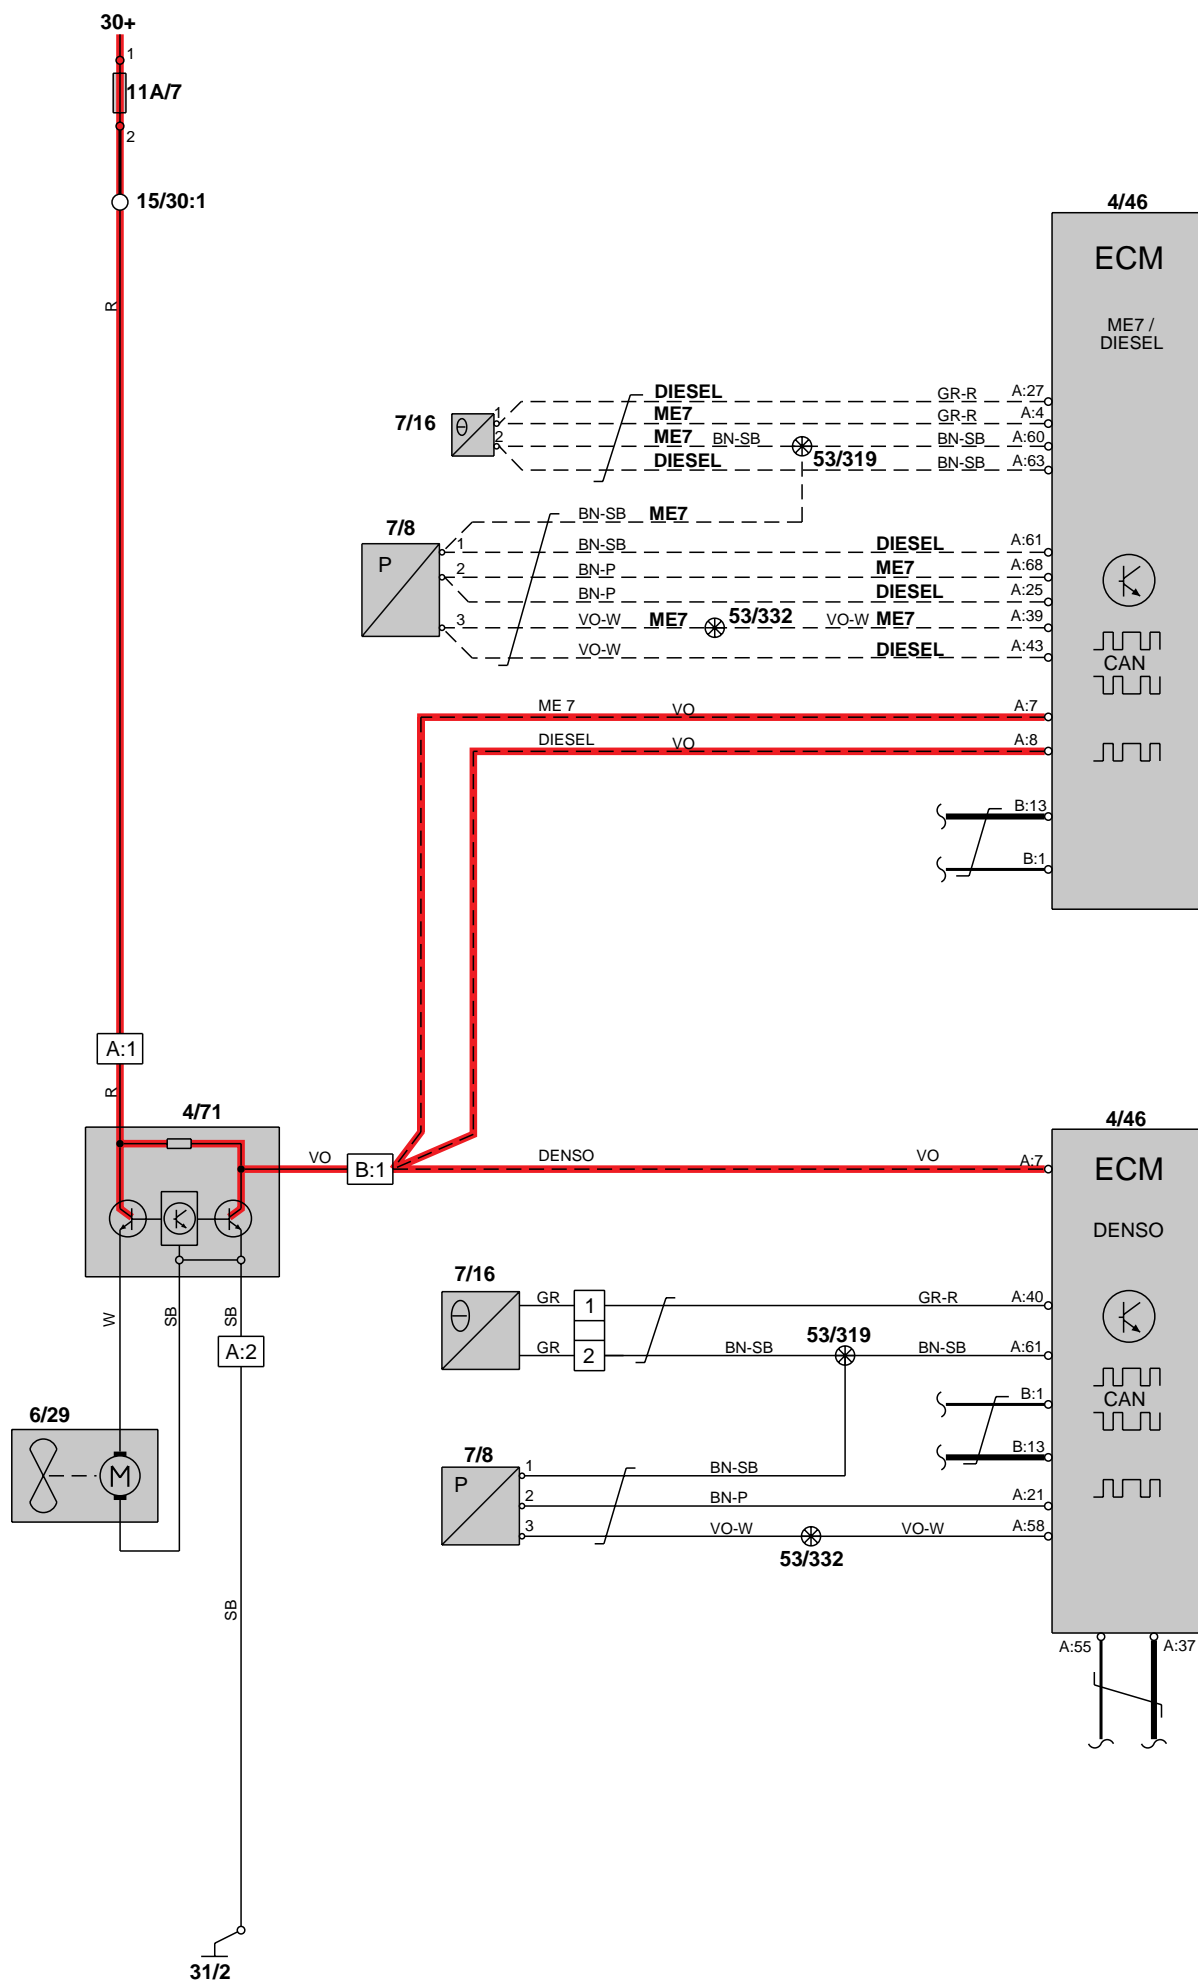 30+
1
11A/7
2
15/30:1
R
4/46
ECM
ME7 /
DIESEL
DIESEL GR-R A:27
7/16 1 ME7 GR-R A:4
2 ME7 BN-SB BN-SB A:60
53/319
DIESEL BN-SB A:63
BN-SB ME7
7/8
P
1 BN-SB DIESEL A:61
2 BN-P ME7 A:68
BN-P DIESEL A:25
3 VO-W ME7 53/332 VO-W ME7 A:39
VO-W DIESEL A:43
CAN
ME 7 VO A:7
DIESEL VO A:8
B:13
B:1
A:1
R
4/71
VO B:1 DENSO VO A:7
4/46
ECM
DENSO
7/16
GR 1 GR-R A:40
GR 2 BN-SB 53/319 BN-SB A:61
W SB SB
A:2
B:1
CAN
B:13
6/29
M
7/8
P
1 BN-SB
2 BN-P A:21
3 VO-W VO-W A:58
53/332
SB
A:55 A:37
31/2